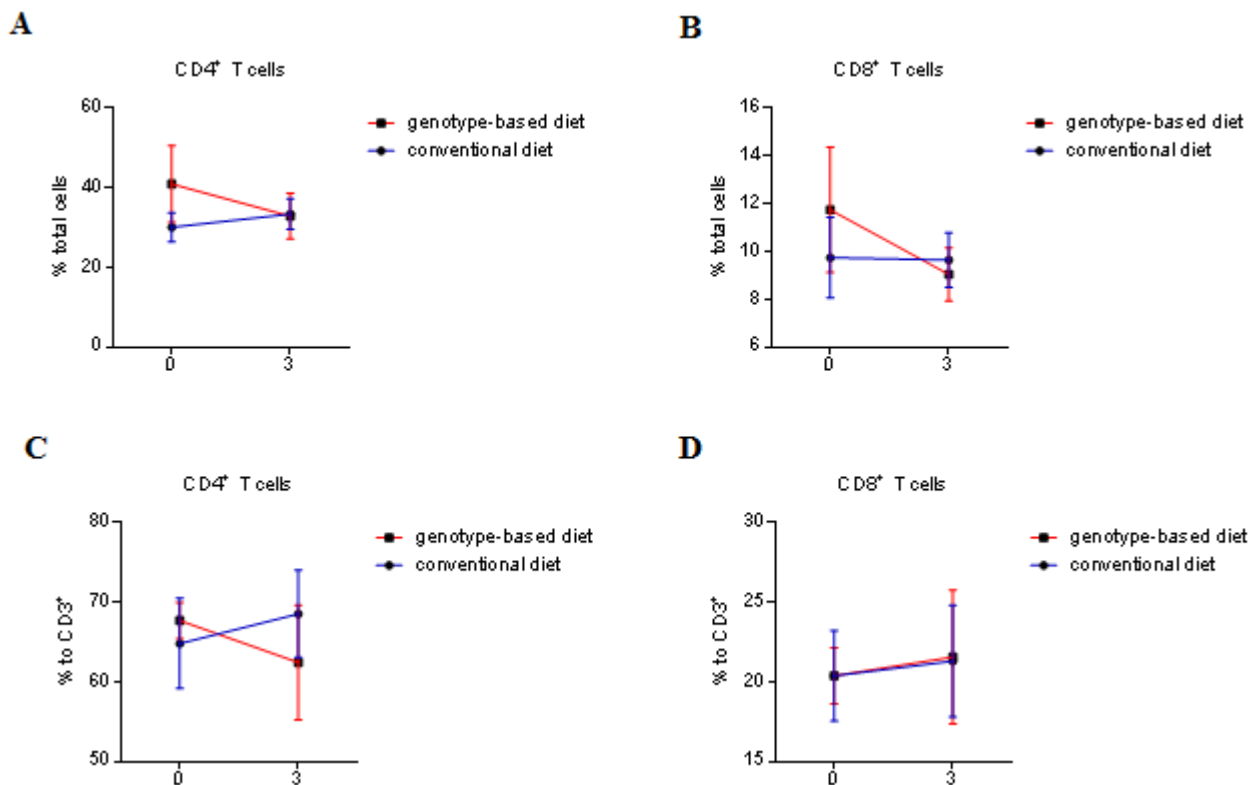 A
CD4⁺ T cells
% total cells
60
40
20
0
0 3
genotype-based diet
conventional diet
B
CD8⁺ T cells
% total cells
16
14
12
10
8
6
0 3
genotype-based diet
conventional diet
C
CD4⁺ T cells
% to CD3⁺
80
70
60
50
0 3
genotype-based diet
conventional diet
D
CD8⁺ T cells
% to CD3⁺
30
25
20
15
0 3
genotype-based diet
conventional diet